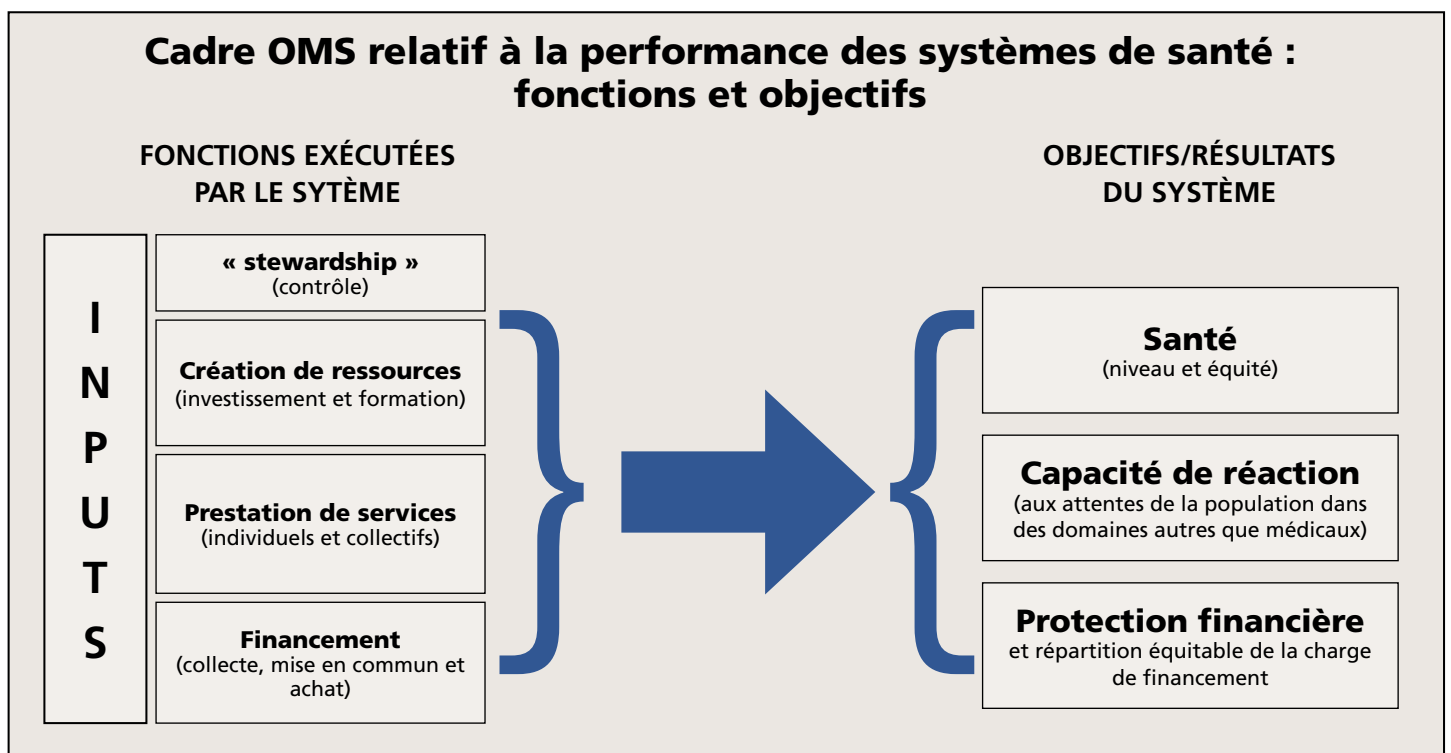 Cadre OMS relatif à la performance des systèmes de santé :
fonctions et objectifs
FONCTIONS EXÉCUTÉES
PAR LE SYTÈME
INPUTS
« stewardship »
(contrôle)
Création de ressources
(investissement et formation)
Prestation de services
(individuels et collectifs)
Financement
(collecte, mise en commun et
achat)
OBJECTIFS/RÉSULTATS
DU SYSTÈME
Santé
(niveau et équité)
Capacité de réaction
(aux attentes de la population dans
des domaines autres que médicaux)
Protection financière
et répartition équitable de la charge
de financement